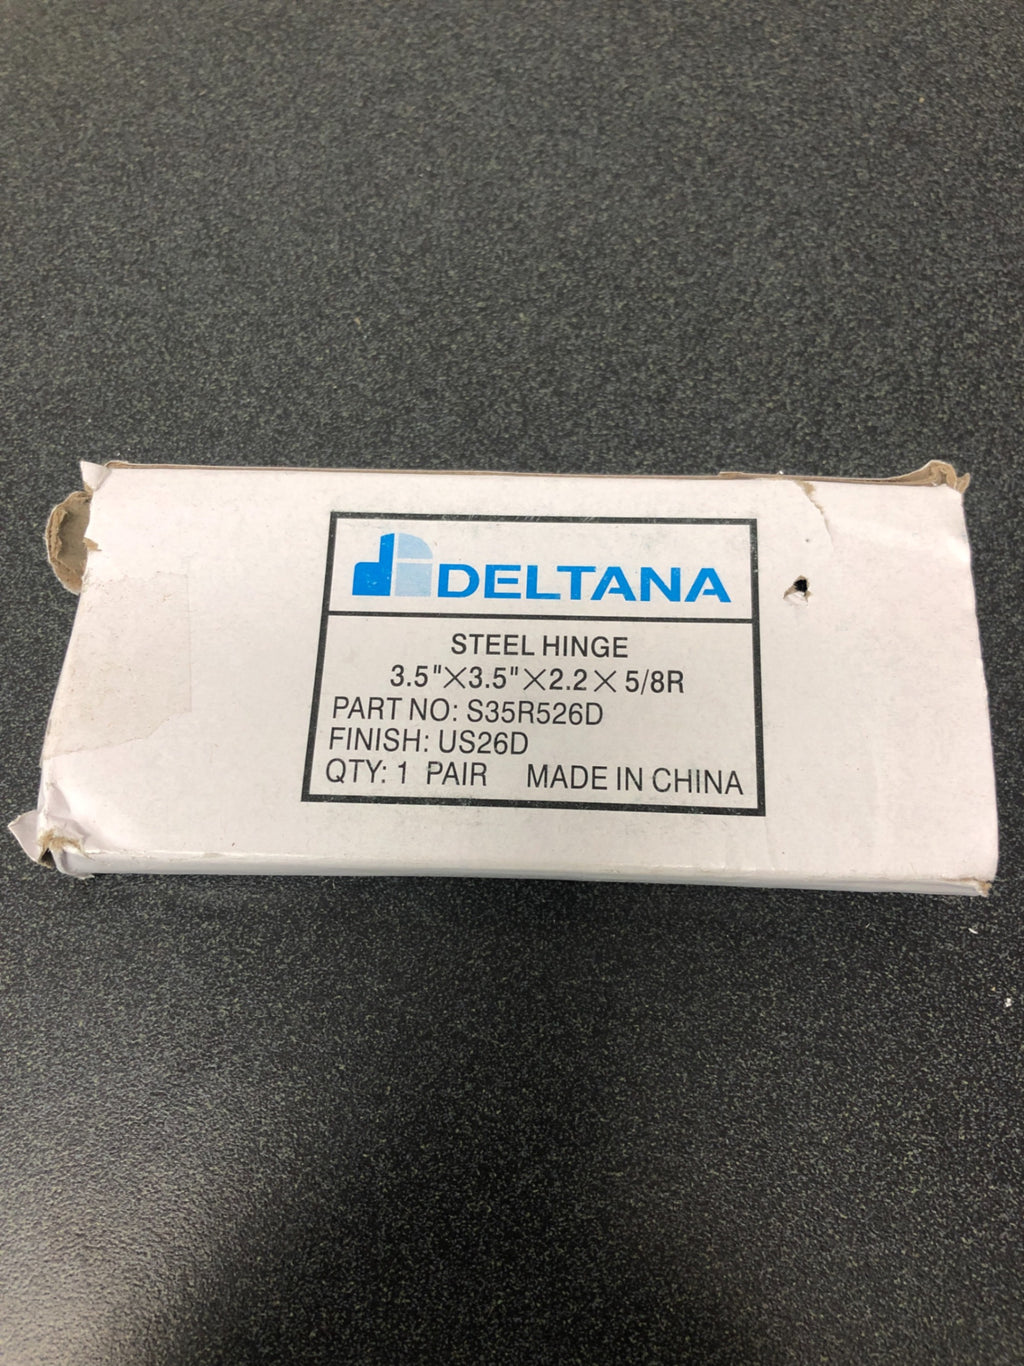 DELTANA
STEEL HINGE
3.5"×3.5"×2.2×5/8R
PART NO: S35R526D
FINISH: US26D
QTY: 1 PAIR MADE IN CHINA